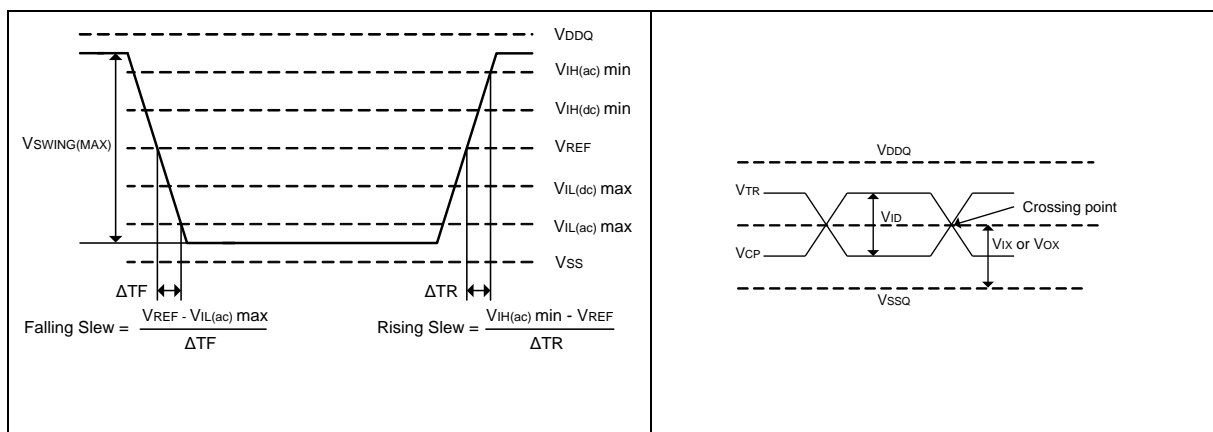 VDDQ
VIH(ac) min
VIH(dc) min
VSWING(MAX)
VREF
VIL(dc) max
VIL(ac) max
VSS
ΔTF
ΔTR
Falling Slew = VREF - VIL(ac) max
ΔTF
Rising Slew = VIH(ac) min - VREF
ΔTR
VDDQ
VTR
VID
Crossing point
VIX or VOX
VCP
VSSQ